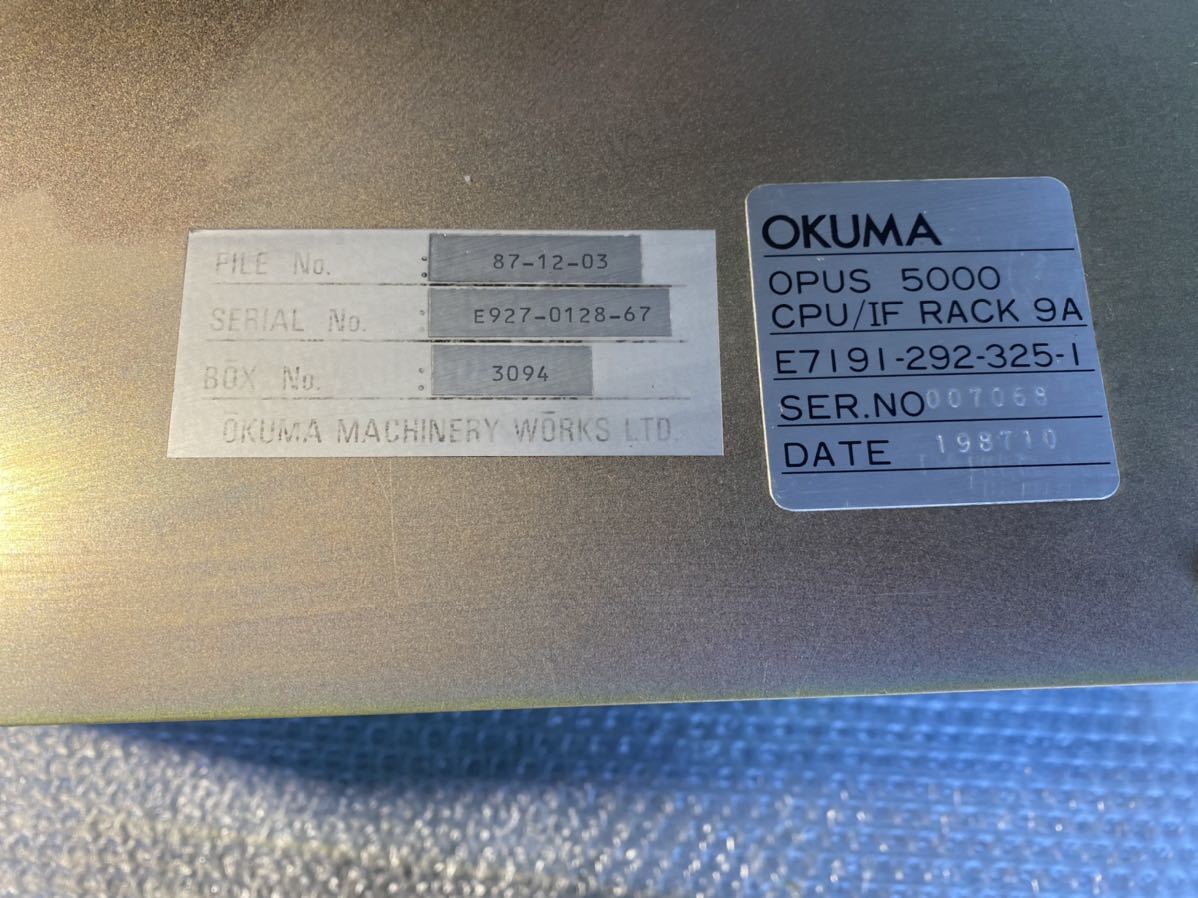 FILE No. : 87-12-03
SERIAL No. : E927-0128-67
BOX No. : 3094
OKUMA MACHINERY WORKS LTD.
OKUMA
OPUS 5000
CPU/IF RACK 9A
E7191-292-325-1
SER.NO 007068
DATE 198710